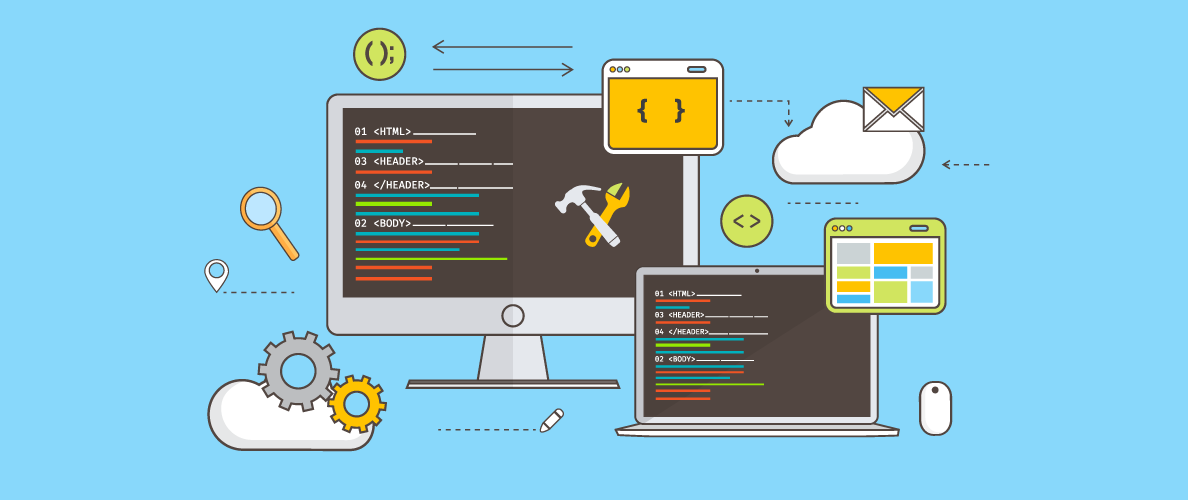 ();
{ }
01 <HTML>
03 <HEADER>
04 </HEADER>
02 <BODY>
< >
01 <HTML>
03 <HEADER>
04 </HEADER>
02 <BODY>